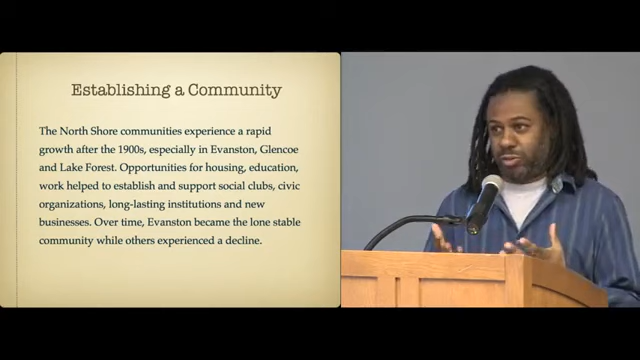 Establishing a Community
The North Shore communities experience a rapid
growth after the 1900s, especially in Evanston, Glencoe
and Lake Forest. Opportunities for housing, education,
work helped to establish and support social clubs, civic
organizations, long-lasting institutions and new
businesses. Over time, Evanston became the lone stable
community while others experienced a decline.